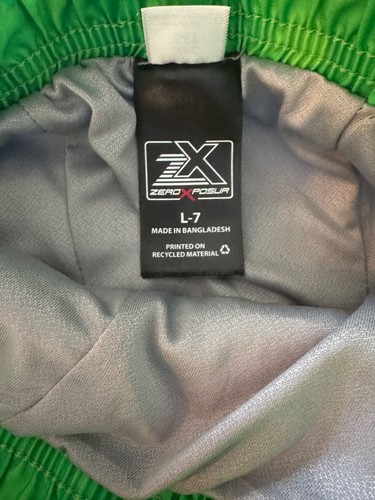 ZX
ZEROXPOSUR
L-7
MADE IN BANGLADESH
PRINTED ON
RECYCLED MATERIAL